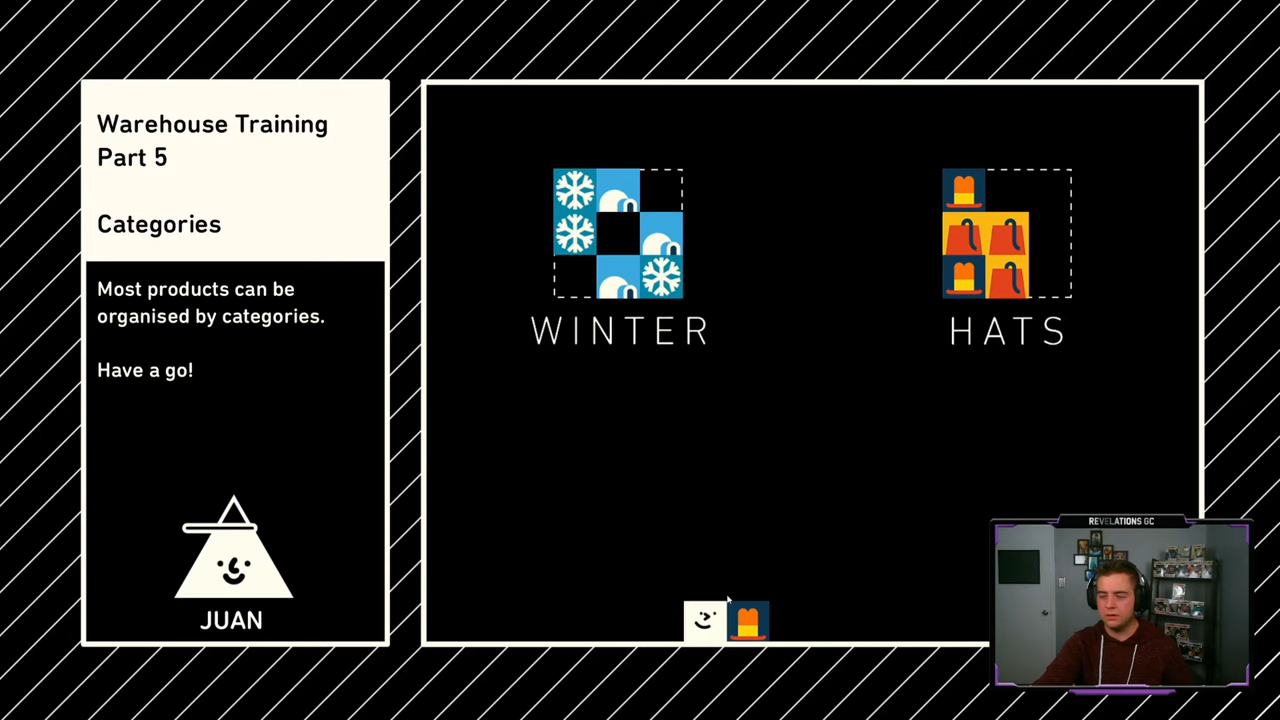 Warehouse Training
Part 5
Categories
Most products can be
organised by categories.
Have a go!
JUAN
WINTER
HATS
REVELATIONS GC